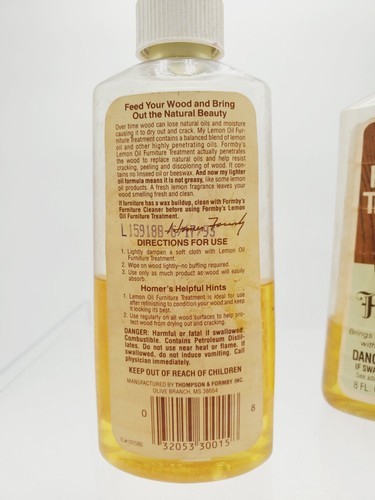 Feed Your Wood and Bring
Out the Natural Beauty
Over time wood can lose natural oils and moisture
causing it to dry out and crack. My Lemon Oil Fur-
niture Treatment contains a balanced blend of lemon
oil and other highly penetrating oils. Formby's
Lemon Oil Furniture Treatment actually penetrates
the wood to replace natural oils and help resist
cracking, peeling and discoloring of wood. It con-
tains no linseed oil or beeswax. And now my lighter
oil formula means it is not greasy, like some lemon
oil products. A fresh lemon fragrance leaves your
wood smelling fresh and clean.
If furniture has a wax buildup, clean with Formby's
Furniture Cleaner before using Formby's Lemon
Oil Furniture Treatment.
L15918B
Homer Formby
DIRECTIONS FOR USE
1. Lightly dampen a soft cloth with Lemon Oil
Furniture Treatment.
2. Wipe on wood lightly–no buffing required.
3. Use only as much product as wood will easily
absorb.
Homer's Helpful Hints
1. Lemon Oil Furniture Treatment is ideal for use
after refinishing to condition your wood and keep
it looking its best.
2. Use regularly on all wood surfaces to help pro-
tect wood from drying out and cracking.
DANGER: Harmful or fatal if swallowed.
Combustible. Contains Petroleum Distil-
lates. Do not use near heat or flame. If
swallowed, do not induce vomiting. Call
physician immediately.
KEEP OUT OF REACH OF CHILDREN
MANUFACTURED BY THOMPSON & FORMBY INC.
OLIVE BRANCH, MS 38654
0 32053 30015 8
Brings
with
DANG
IF SWA
8 FL.